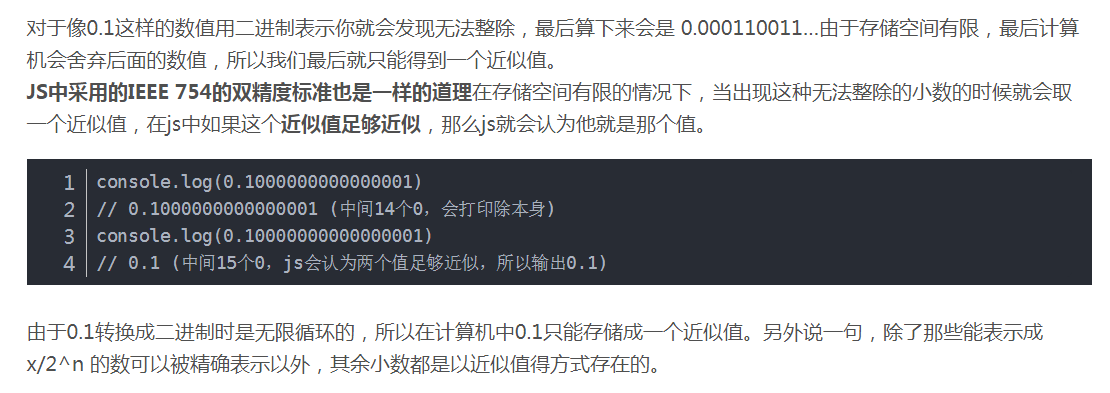 对于像0.1这样的数值用二进制表示你就会发现无法整除，最后算下来会是 0.000110011...由于存储空间有限，最后计算
机会舍弃后面的数值，所以我们最后就只能得到一个近似值。
JS中采用的IEEE 754的双精度标准也是一样的道理在存储空间有限的情况下，当出现这种无法整除的小数的时候就会取
一个近似值，在js中如果这个近似值足够近似，那么js就会认为他就是那个值。
1 console.log(0.1000000000000001)
2 // 0.1000000000000001 (中间14个0，会打印除本身)
3 console.log(0.10000000000000001)
4 // 0.1 (中间15个0，js会认为两个值足够近似，所以输出0.1)
由于0.1转换成二进制时是无限循环的，所以在计算机中0.1只能存储成一个近似值。另外说一句，除了那些能表示成
x/2^n 的数可以被精确表示以外，其余小数都是以近似值得方式存在的。